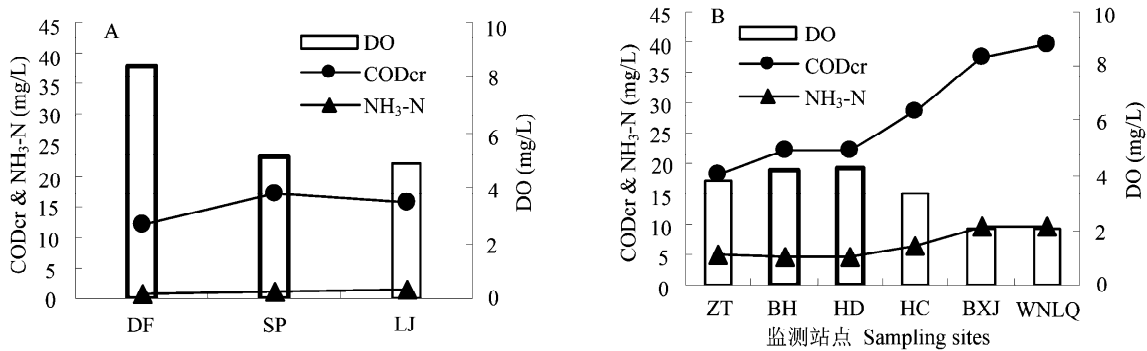 A
DO
CODcr
NH3-N
CODcr & NH3-N (mg/L)
45
40
35
30
25
20
15
10
5
0
10
8
6
4
2
0
DO (mg/L)
DF SP LJ
B
DO
CODcr
NH3-N
CODcr & NH3-N (mg/L)
45
40
35
30
25
20
15
10
5
0
10
8
6
4
2
0
DO (mg/L)
ZT BH HD HC BXJ WNLQ
监测站点 Sampling sites